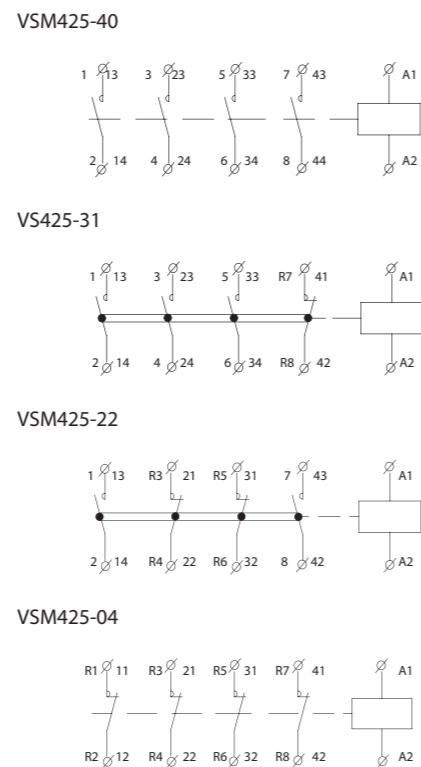 VSM425-40
1 13 3 23 5 33 7 43 A1
2 14 4 24 6 34 8 44 A2
VS425-31
1 13 3 23 5 33 R7 41 A1
2 14 4 24 6 34 R8 42 A2
VSM425-22
1 13 R3 21 R5 31 7 43 A1
2 14 R4 22 R6 32 8 42 A2
VSM425-04
R1 11 R3 21 R5 31 R7 41 A1
R2 12 R4 22 R6 32 R8 42 A2